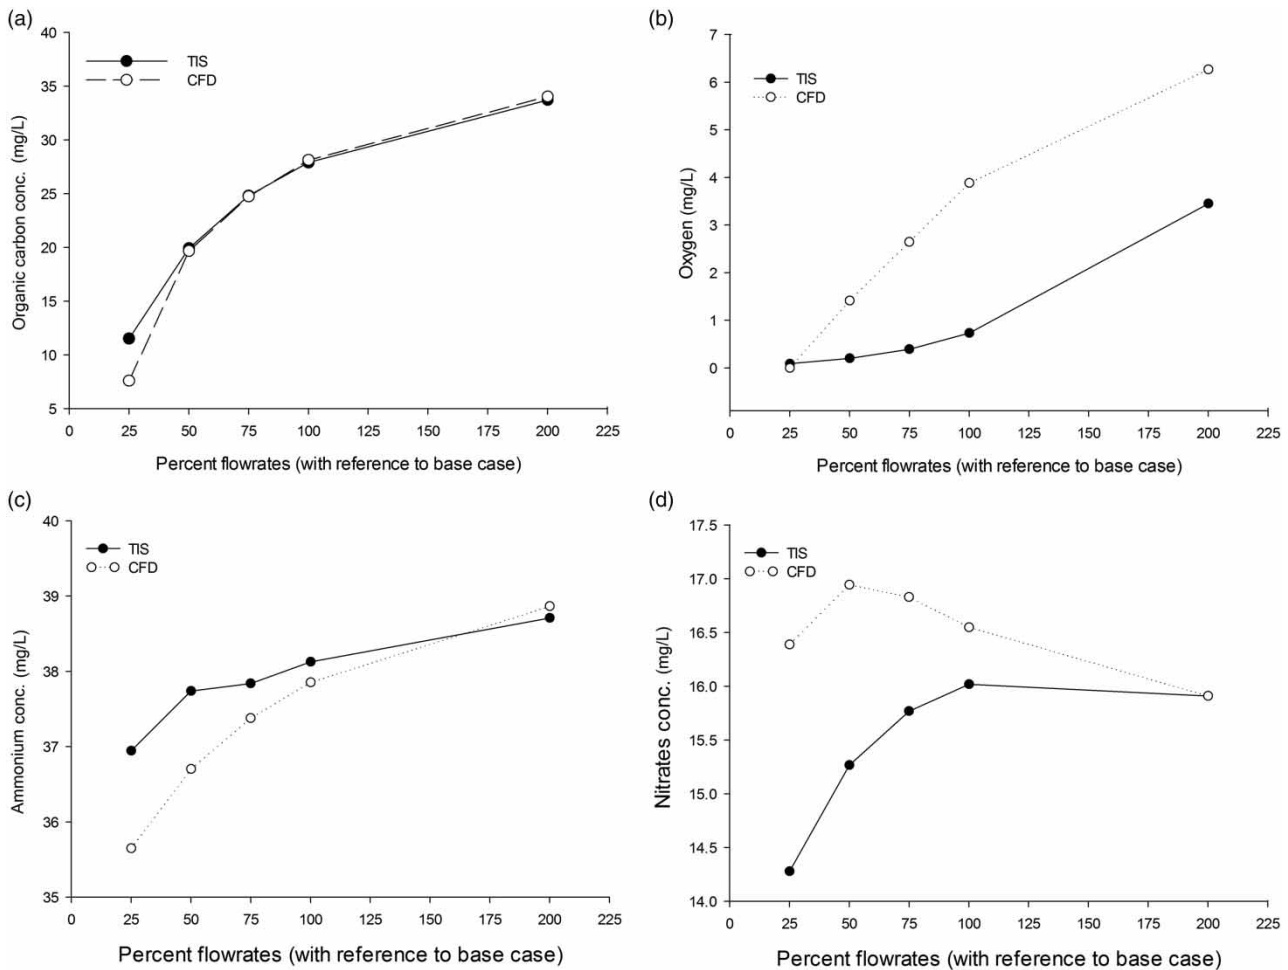 (a)
40
35
30
25
20
15
10
5
Organic carbon conc. (mg/L)
TIS
CFD
0 25 50 75 100 125 150 175 200 225
Percent flowrates (with reference to base case)
(b)
7
6
5
4
3
2
1
0
Oxygen (mg/L)
TIS
CFD
0 25 50 75 100 125 150 175 200 225
Percent flowrates (with reference to base case)
(c)
40
39
38
37
36
35
Ammonium conc. (mg/L)
TIS
CFD
0 25 50 75 100 125 150 175 200 225
Percent flowrates (with reference to base case)
(d)
17.5
17.0
16.5
16.0
15.5
15.0
14.5
14.0
Nitrates conc. (mg/L)
TIS
CFD
0 25 50 75 100 125 150 175 200 225
Percent flowrates (with reference to base case)